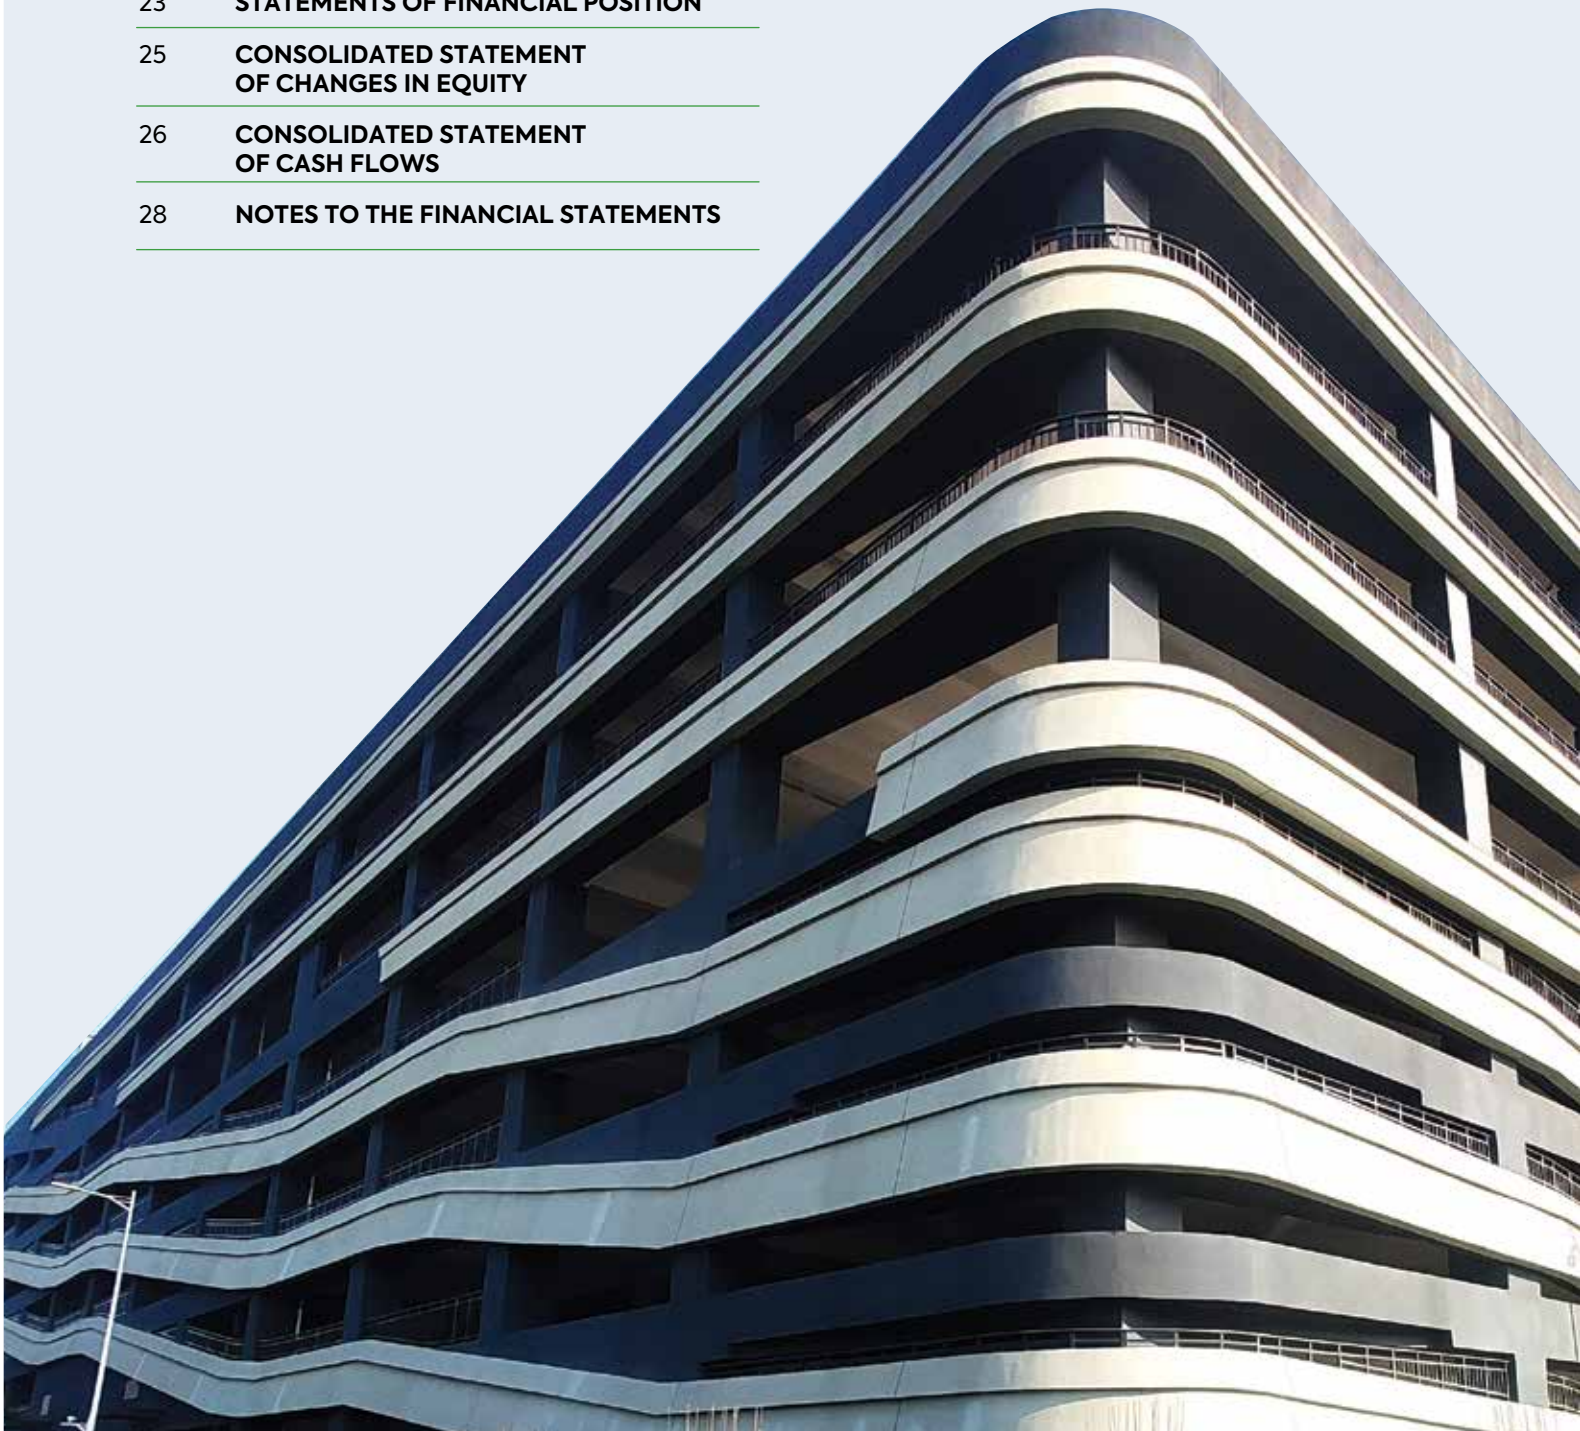 23 STATEMENTS OF FINANCIAL POSITION
25 CONSOLIDATED STATEMENT
OF CHANGES IN EQUITY
26 CONSOLIDATED STATEMENT
OF CASH FLOWS
28 NOTES TO THE FINANCIAL STATEMENTS